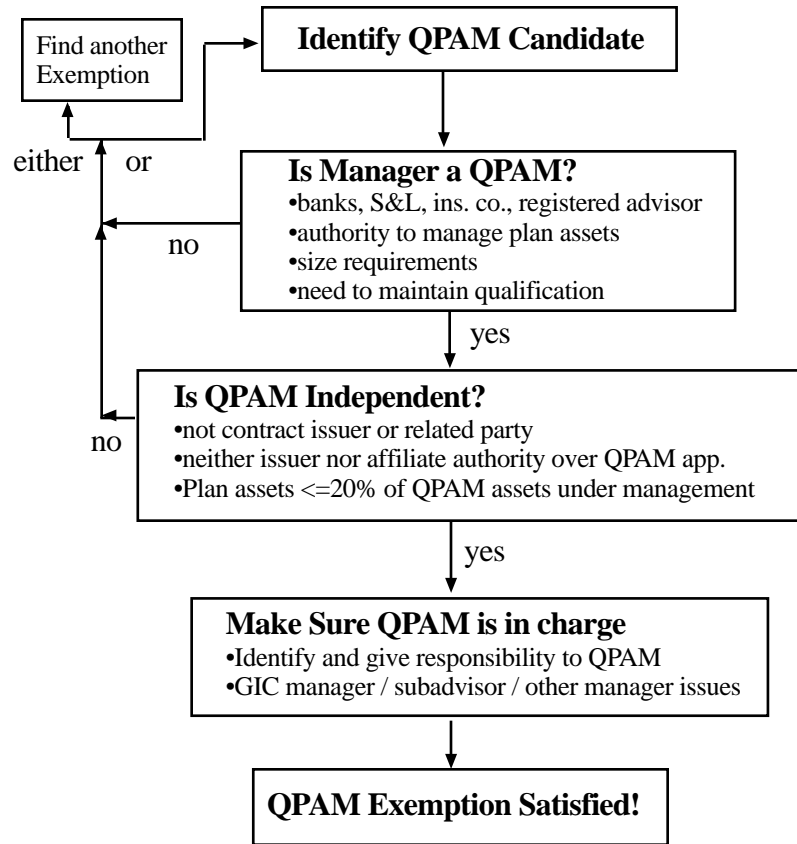 Find another
Exemption
Identify QPAM Candidate
either or
Is Manager a QPAM?
•banks, S&L, ins. co., registered advisor
•authority to manage plan assets
•size requirements
•need to maintain qualification
no
yes
Is QPAM Independent?
•not contract issuer or related party
•neither issuer nor affiliate authority over QPAM app.
•Plan assets <=20% of QPAM assets under management
no
yes
Make Sure QPAM is in charge
•Identify and give responsibility to QPAM
•GIC manager / subadvisor / other manager issues
QPAM Exemption Satisfied!